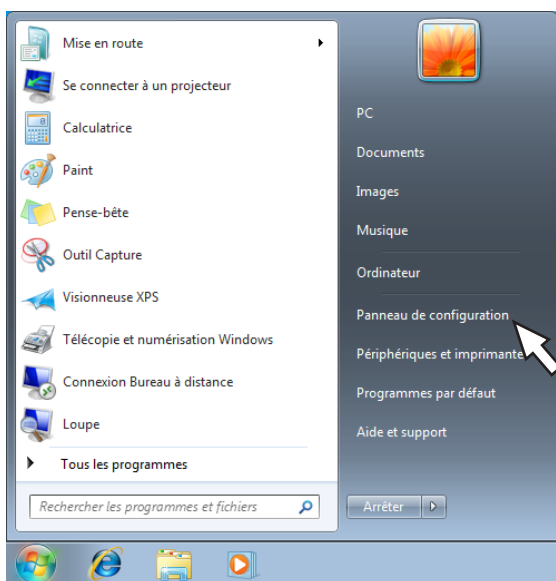 Mise en route
Se connecter à un projecteur
Calculatrice
Paint
Pense-bête
Outil Capture
Visionneuse XPS
Télécopie et numérisation Windows
Connexion Bureau à distance
Loupe
Tous les programmes
Rechercher les programmes et fichiers
PC
Documents
Images
Musique
Ordinateur
Panneau de configuration
Périphériques et imprimante
Programmes par défaut
Aide et support
Arrêter